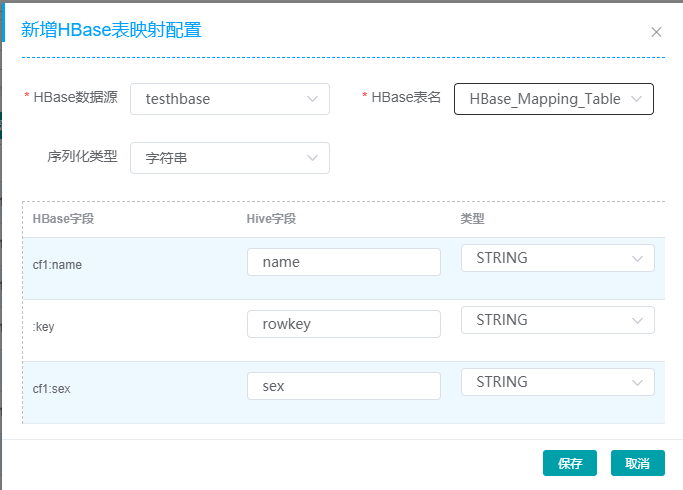 新增HBase表映射配置
* HBase数据源 testhbase * HBase表名 HBase_Mapping_Table
序列化类型 字符串
HBase字段 Hive字段 类型
cf1:name name STRING
:key rowkey STRING
cf1:sex sex STRING
保存 取消